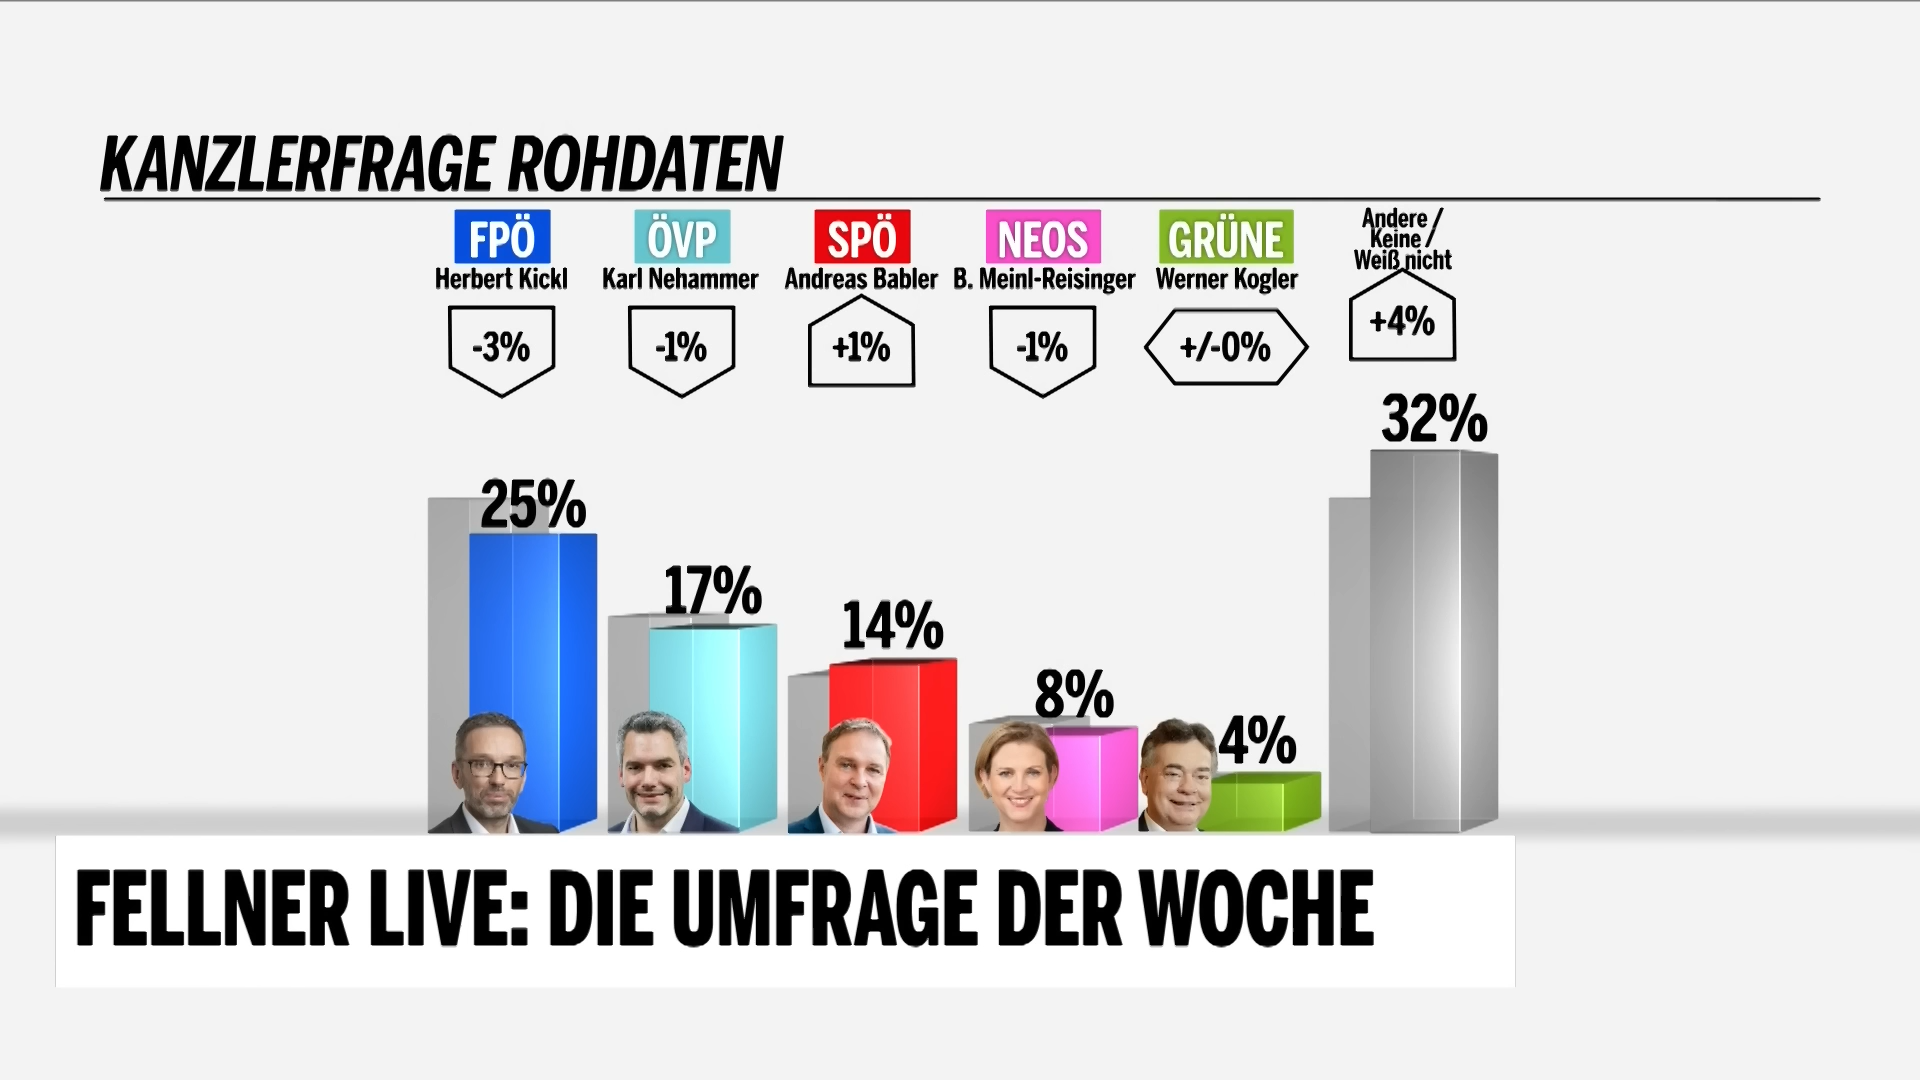 KANZLERFRAGE ROHDATEN
FPÖ ÖVP SPÖ NEOS GRÜNE Andere /
Keine /
Weiß nicht
Herbert Kickl Karl Nehammer Andreas Babler B. Meinl-Reisinger Werner Kogler
-3% -1% +1% -1% +/-0% +4%
25% 17% 14% 8% 4% 32%
FELLNER LIVE: DIE UMFRAGE DER WOCHE